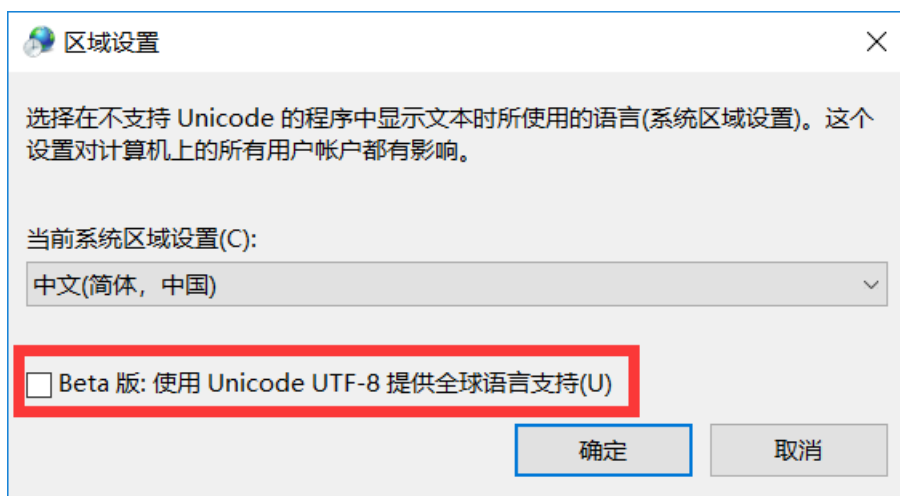 区域设置
选择在不支持 Unicode 的程序中显示文本时所使用的语言(系统区域设置)。这个
设置对计算机上的所有用户帐户都有影响。
当前系统区域设置(C):
中文(简体，中国)
Beta 版: 使用 Unicode UTF-8 提供全球语言支持(U)
确定
取消